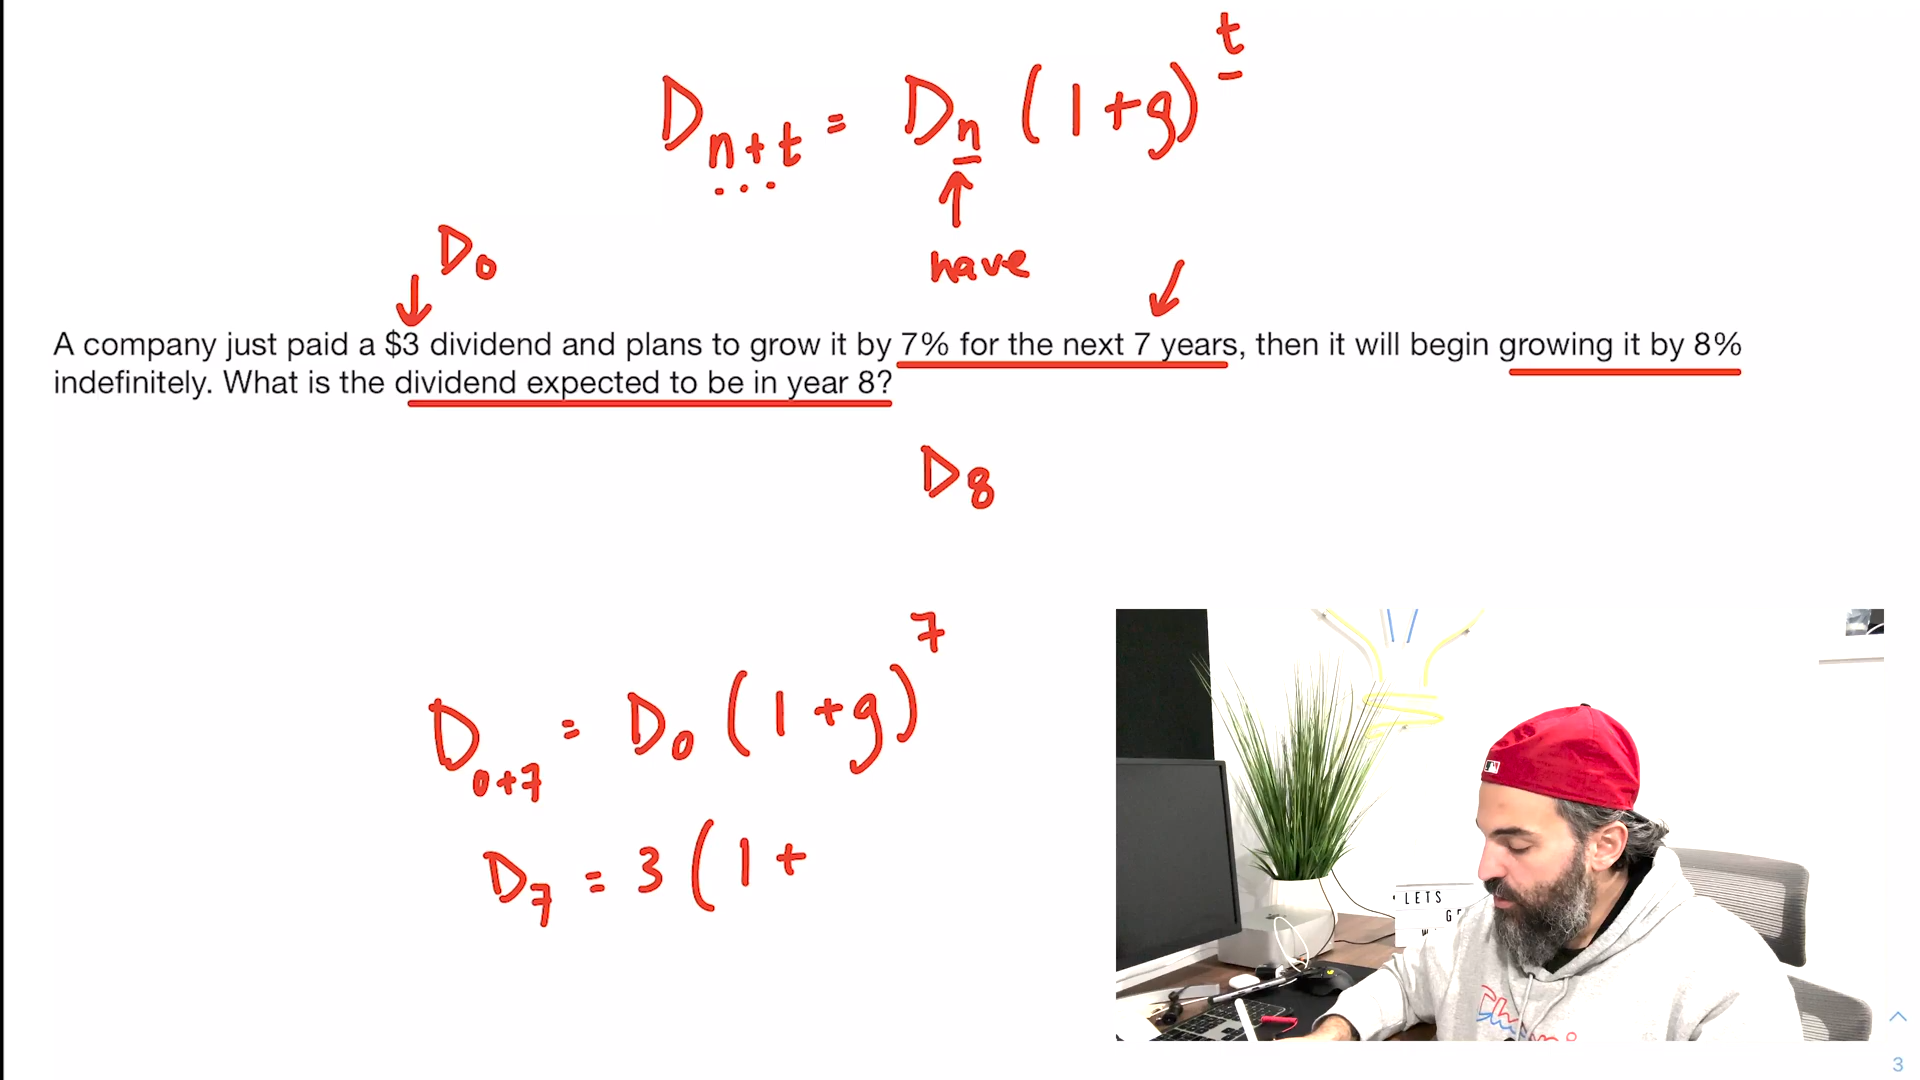 Dn+t = Dn (1+g)^t
D0
have
A company just paid a $3 dividend and plans to grow it by 7% for the next 7 years, then it will begin growing it by 8%
indefinitely. What is the dividend expected to be in year 8?
D8
D0+7 = D0 (1+g)^7
D7 = 3 (1+
LETS
3